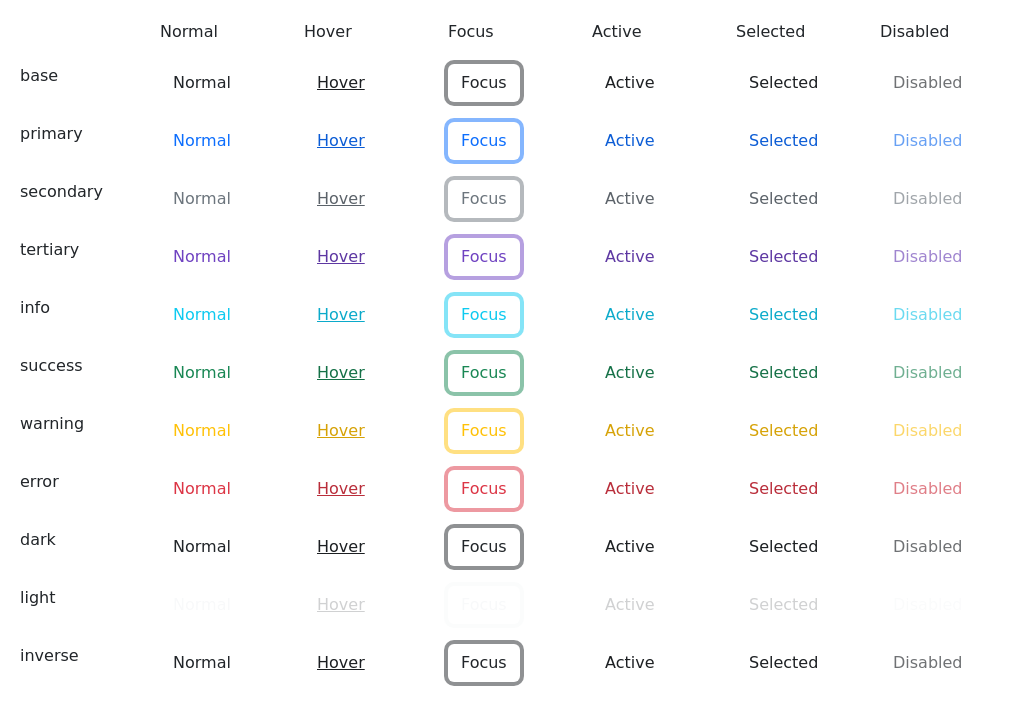 Normal Hover Focus Active Selected Disabled
base Normal Hover Focus Active Selected Disabled
primary Normal Hover Focus Active Selected Disabled
secondary Normal Hover Focus Active Selected Disabled
tertiary Normal Hover Focus Active Selected Disabled
info Normal Hover Focus Active Selected Disabled
success Normal Hover Focus Active Selected Disabled
warning Normal Hover Focus Active Selected Disabled
error Normal Hover Focus Active Selected Disabled
dark Normal Hover Focus Active Selected Disabled
light Normal Hover Focus Active Selected Disabled
inverse Normal Hover Focus Active Selected Disabled